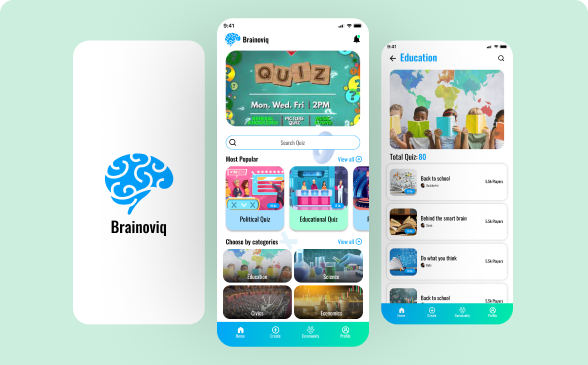 Brainoviq
9:41
Brainoviq
QUIZ
Mon. Wed. Fri | 2PM
GENERAL KNOWLEDGE
PICTURE QUIZ
Search Quiz
Most Popular
View all
Political Quiz
Educational Quiz
Choose by categories
View all
Education
Science
Civics
Economics
Home
Create
Community
Profile
9:41
Education
Total Quiz: 80
Back to school
5.5k Players
Behind the smart brain
5.5k Players
Do what you think
5.5k Players
Back to school
5.5k Players
Home
Create
Community
Profile